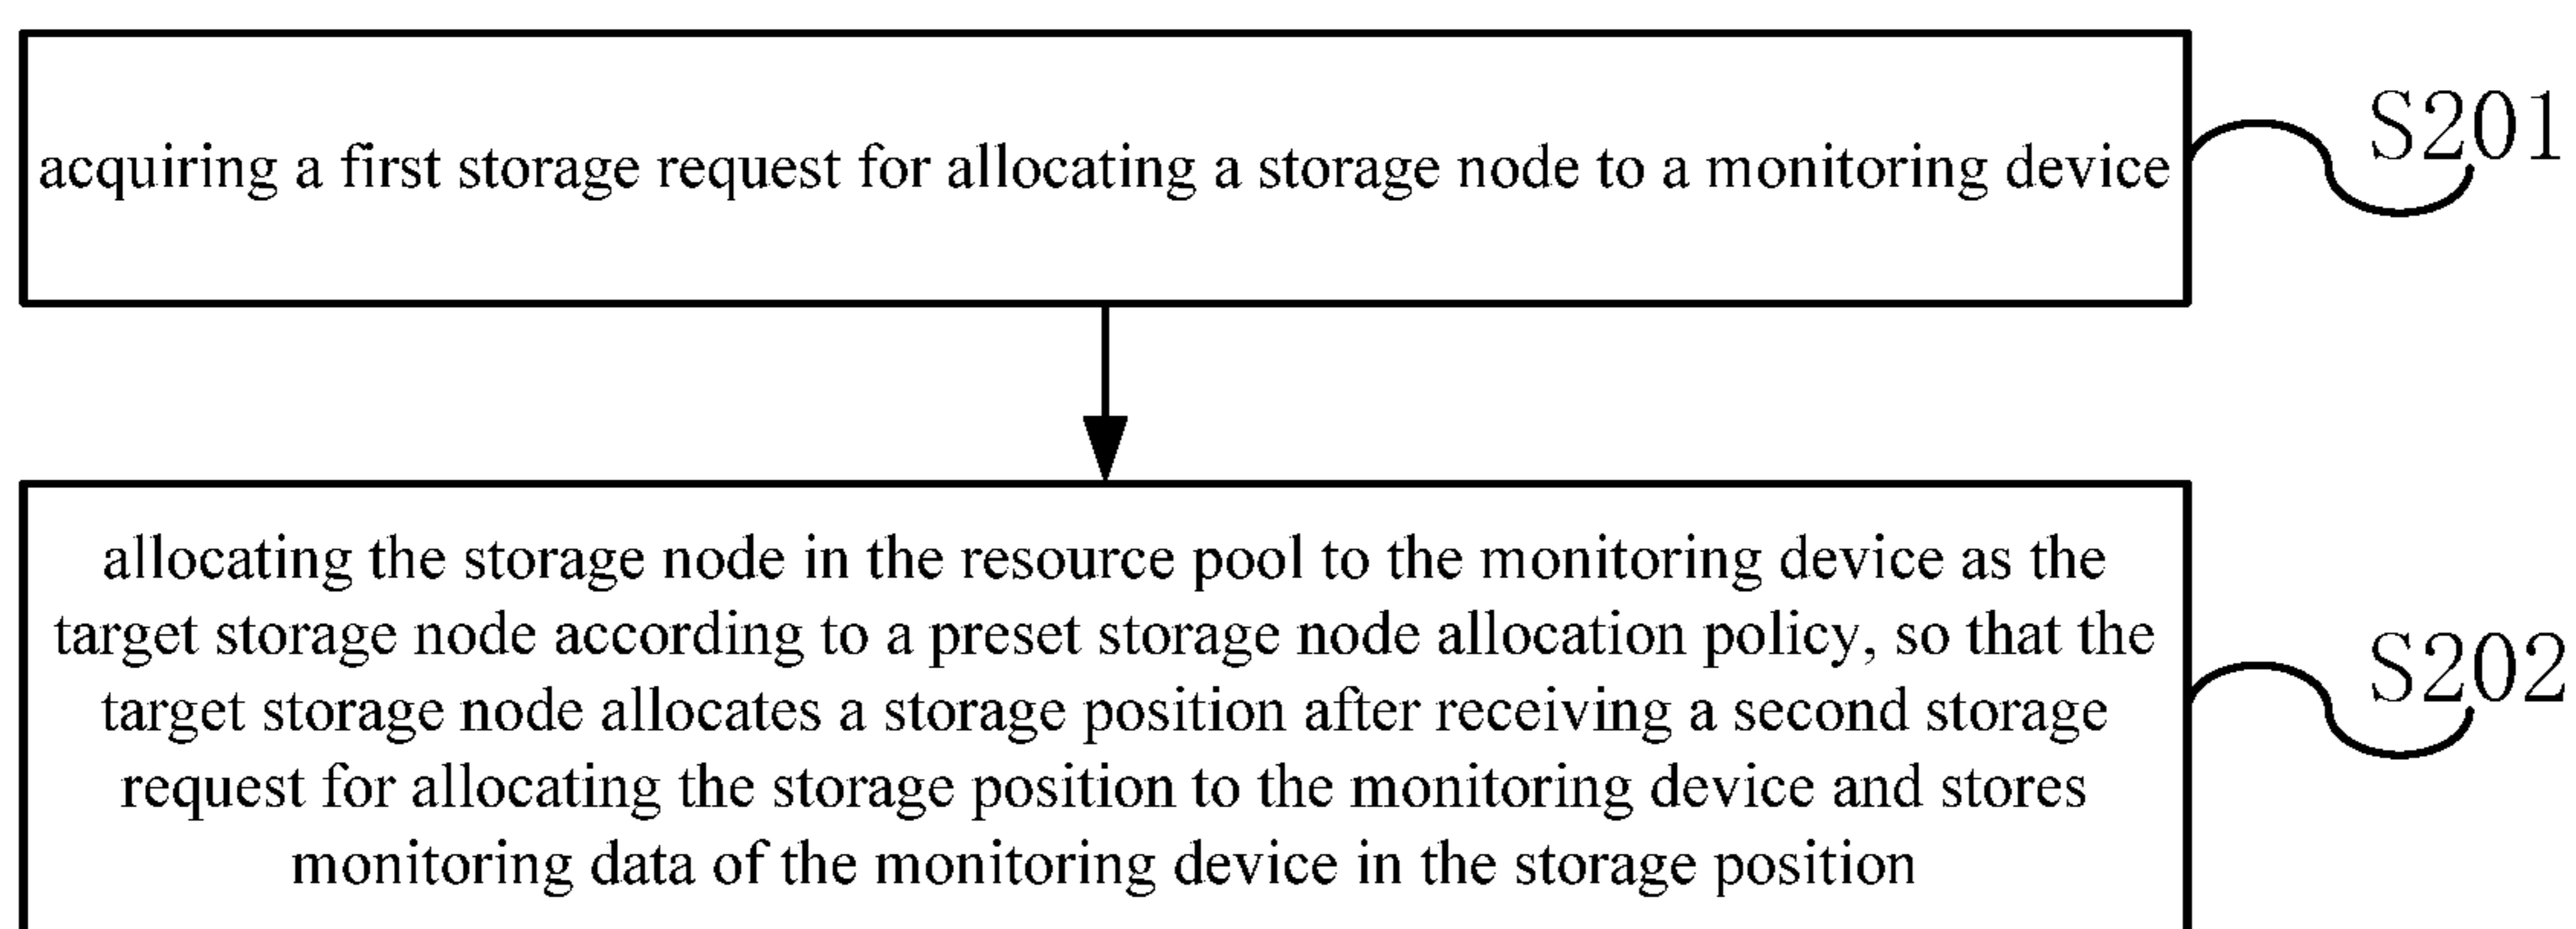 acquiring a first storage request for allocating a storage node to a monitoring device
S201
allocating the storage node in the resource pool to the monitoring device as the
target storage node according to a preset storage node allocation policy, so that the
target storage node allocates a storage position after receiving a second storage
request for allocating the storage position to the monitoring device and stores
monitoring data of the monitoring device in the storage position
S202